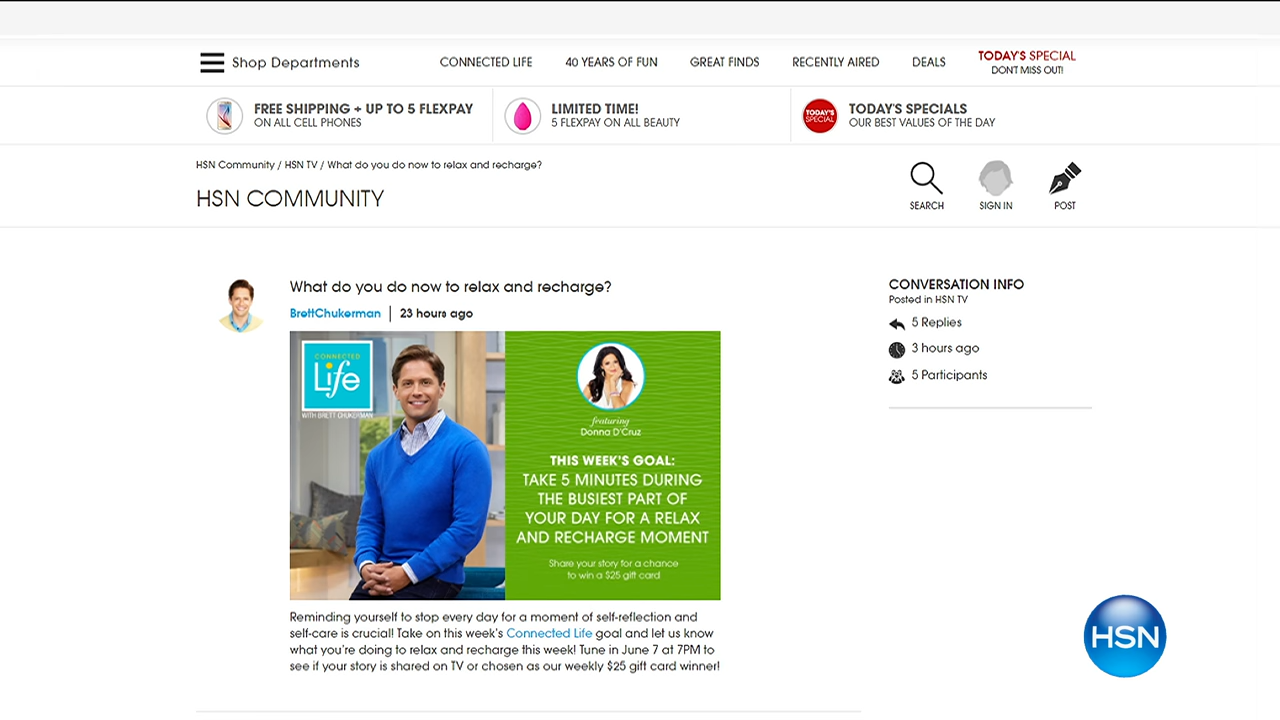 Shop Departments
CONNECTED LIFE
40 YEARS OF FUN
GREAT FINDS
RECENTLY AIRED
DEALS
TODAY'S SPECIAL
DON'T MISS OUT!
FREE SHIPPING + UP TO 5 FLEXPAY
ON ALL CELL PHONES
LIMITED TIME!
5 FLEXPAY ON ALL BEAUTY
TODAY'S
SPECIAL
TODAY'S SPECIALS
OUR BEST VALUES OF THE DAY
HSN Community / HSN TV / What do you do now to relax and recharge?
HSN COMMUNITY
SEARCH
SIGN IN
POST
What do you do now to relax and recharge?
BrettChukerman | 23 hours ago
CONNECTED
Life
WITH BRETT CHUKERMAN
featuring
Donna D'Cruz
THIS WEEK'S GOAL:
TAKE 5 MINUTES DURING
THE BUSIEST PART OF
YOUR DAY FOR A RELAX
AND RECHARGE MOMENT
Share your story for a chance
to win a $25 gift card
Reminding yourself to stop every day for a moment of self-reflection and
self-care is crucial! Take on this week's Connected Life goal and let us know
what you're doing to relax and recharge this week! Tune in June 7 at 7PM to
see if your story is shared on TV or chosen as our weekly $25 gift card winner!
CONVERSATION INFO
Posted in HSN TV
5 Replies
3 hours ago
5 Participants
HSN